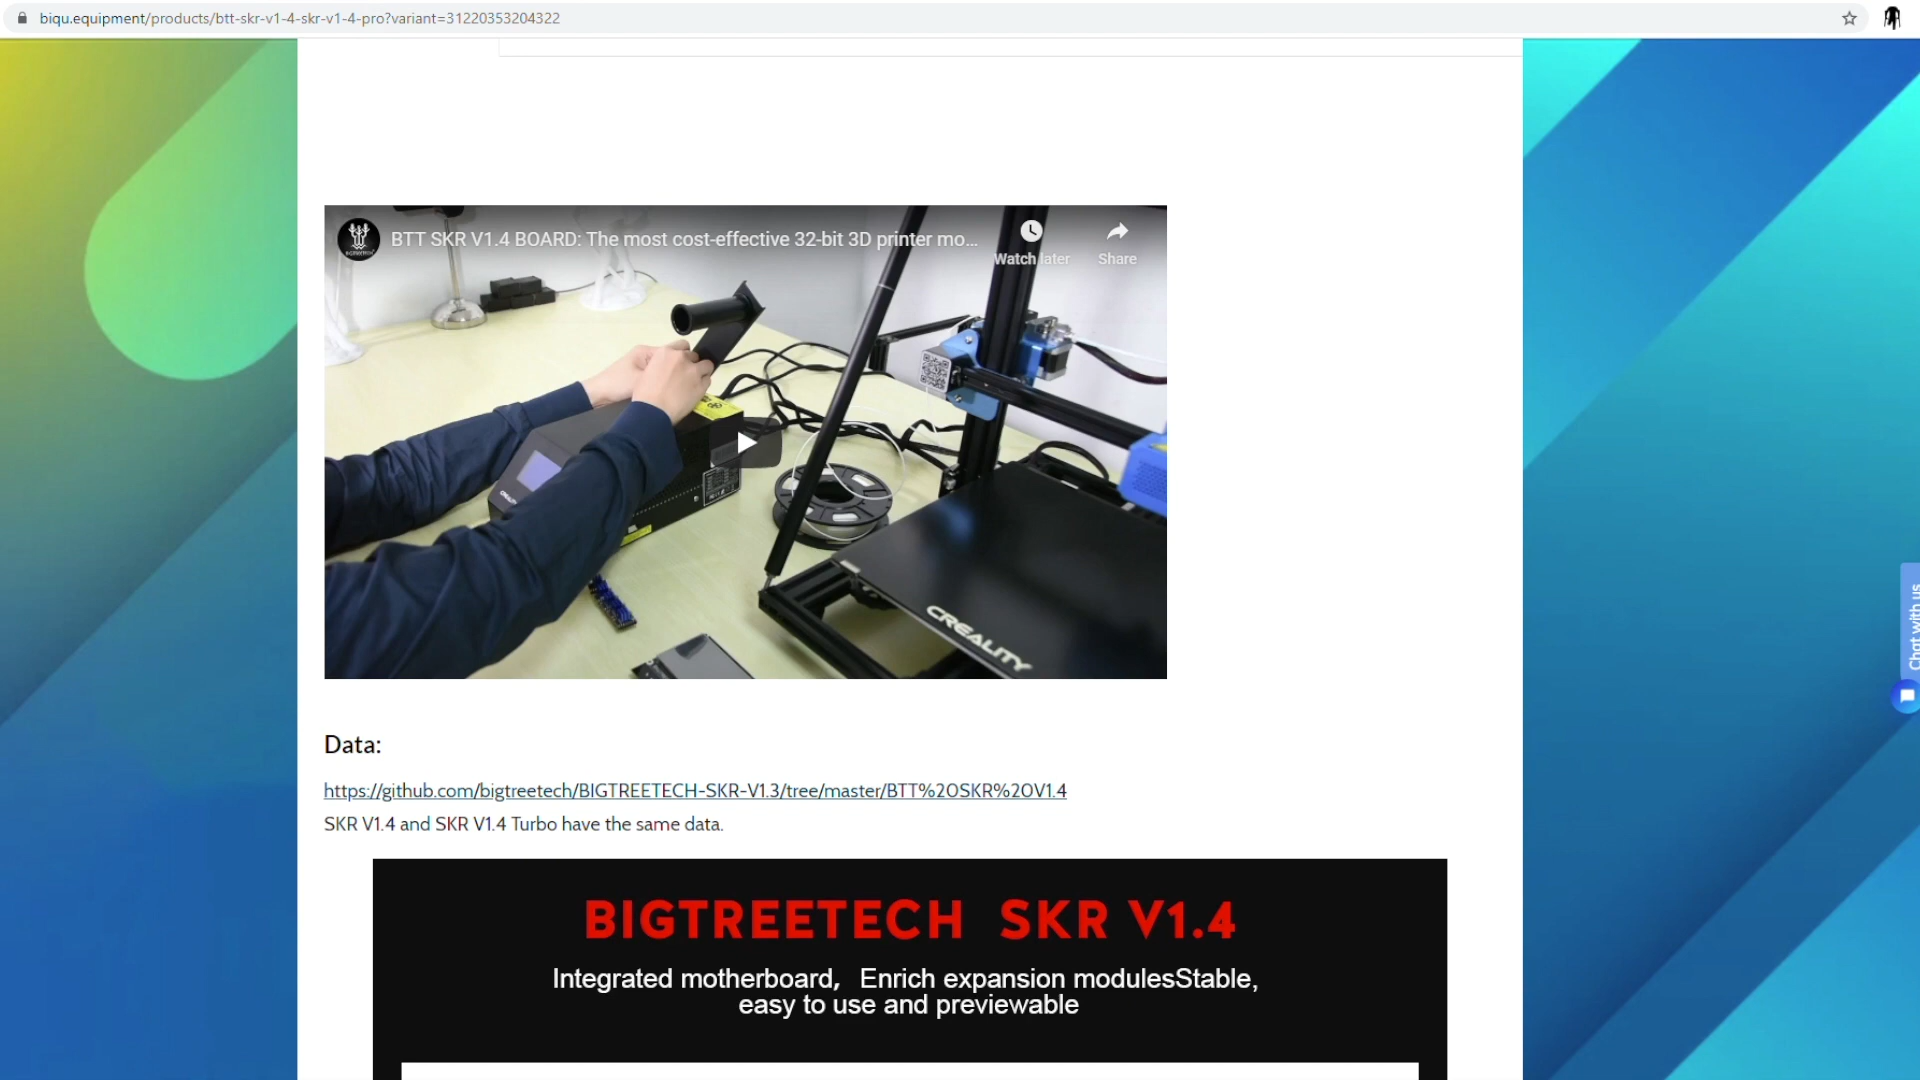 biqu.equipment/products/btt-skr-v1-4-skr-v1-4-pro?variant=31220353204322
BTT SKR V1.4 BOARD: The most cost-effective 32-bit 3D printer mo...
Watch later
Share
CREALITY
Chat with us
Data:
https://github.com/bigtreetech/BIGTREETECH-SKR-V1.3/tree/master/BTT%20SKR%20V1.4
SKR V1.4 and SKR V1.4 Turbo have the same data.
BIGTREETECH SKR V1.4
Integrated motherboard, Enrich expansion modulesStable,
easy to use and previewable